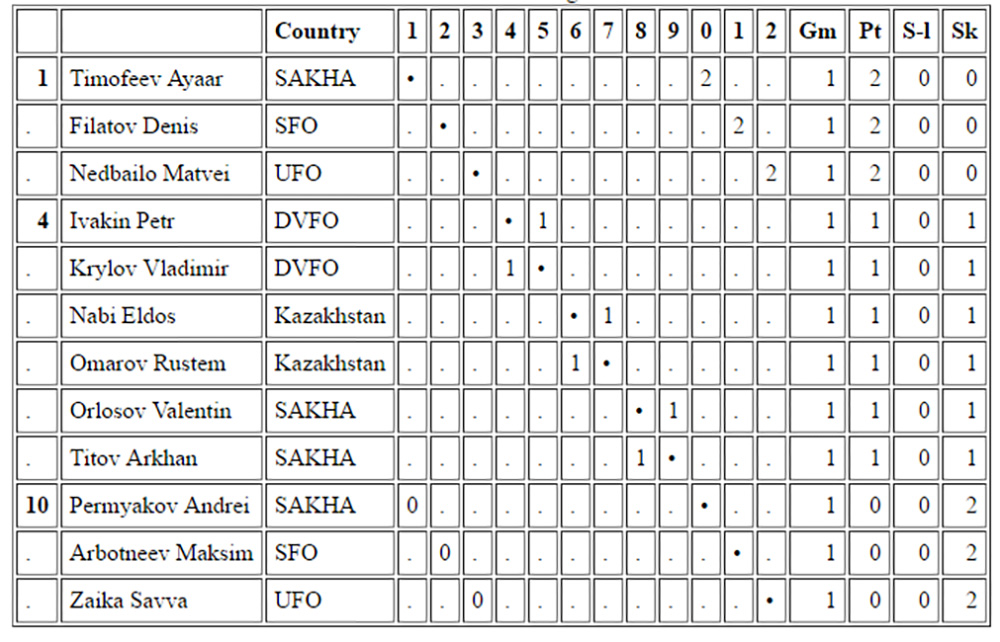 Country 1 2 3 4 5 6 7 8 9 0 1 2 Gm Pt S-l Sk
1 Timofeev Ayaar SAKHA • . . . . . . . . 2 . . 1 2 0 0
. Filatov Denis SFO . • . . . . . . . . 2 . 1 2 0 0
. Nedbailo Matvei UFO . . • . . . . . . . . 2 1 2 0 0
4 Ivakin Petr DVFO . . . • 1 . . . . . . . 1 1 0 1
. Krylov Vladimir DVFO . . . 1 • . . . . . . . 1 1 0 1
. Nabi Eldos Kazakhstan . . . . . • 1 . . . . . 1 1 0 1
. Omarov Rustem Kazakhstan . . . . . 1 • . . . . . 1 1 0 1
. Orlosov Valentin SAKHA . . . . . . . • 1 . . . 1 1 0 1
. Titov Arkhan SAKHA . . . . . . . 1 • . . . 1 1 0 1
10 Permyakov Andrei SAKHA 0 . . . . . . . . • . . 1 0 0 2
. Arbotneev Maksim SFO . 0 . . . . . . . . • . 1 0 0 2
. Zaika Savva UFO . . 0 . . . . . . . . • 1 0 0 2